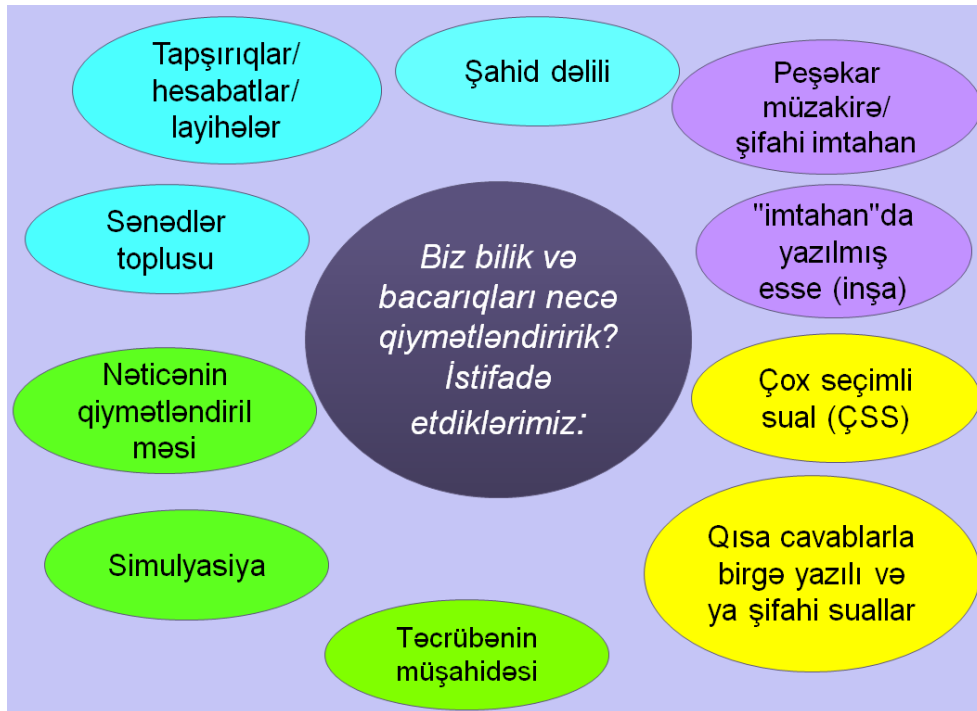 Tapşırıqlar/
hesabatlar/
layihələr
Şahid dəlili
Peşəkar
müzakirə/
şifahi imtahan
Sənədlər
toplusu
"imtahan"da
yazılmış
esse (inşa)
Biz bilik və
bacarıqları necə
qiymətləndiririk?
İstifadə
etdiklərimiz:
Nəticənin
qiymətləndiril
məsi
Çox seçimli
sual (ÇSS)
Simulyasiya
Qısa cavablarla
birgə yazılı və
ya şifahi suallar
Təcrübənin
müşahidəsi